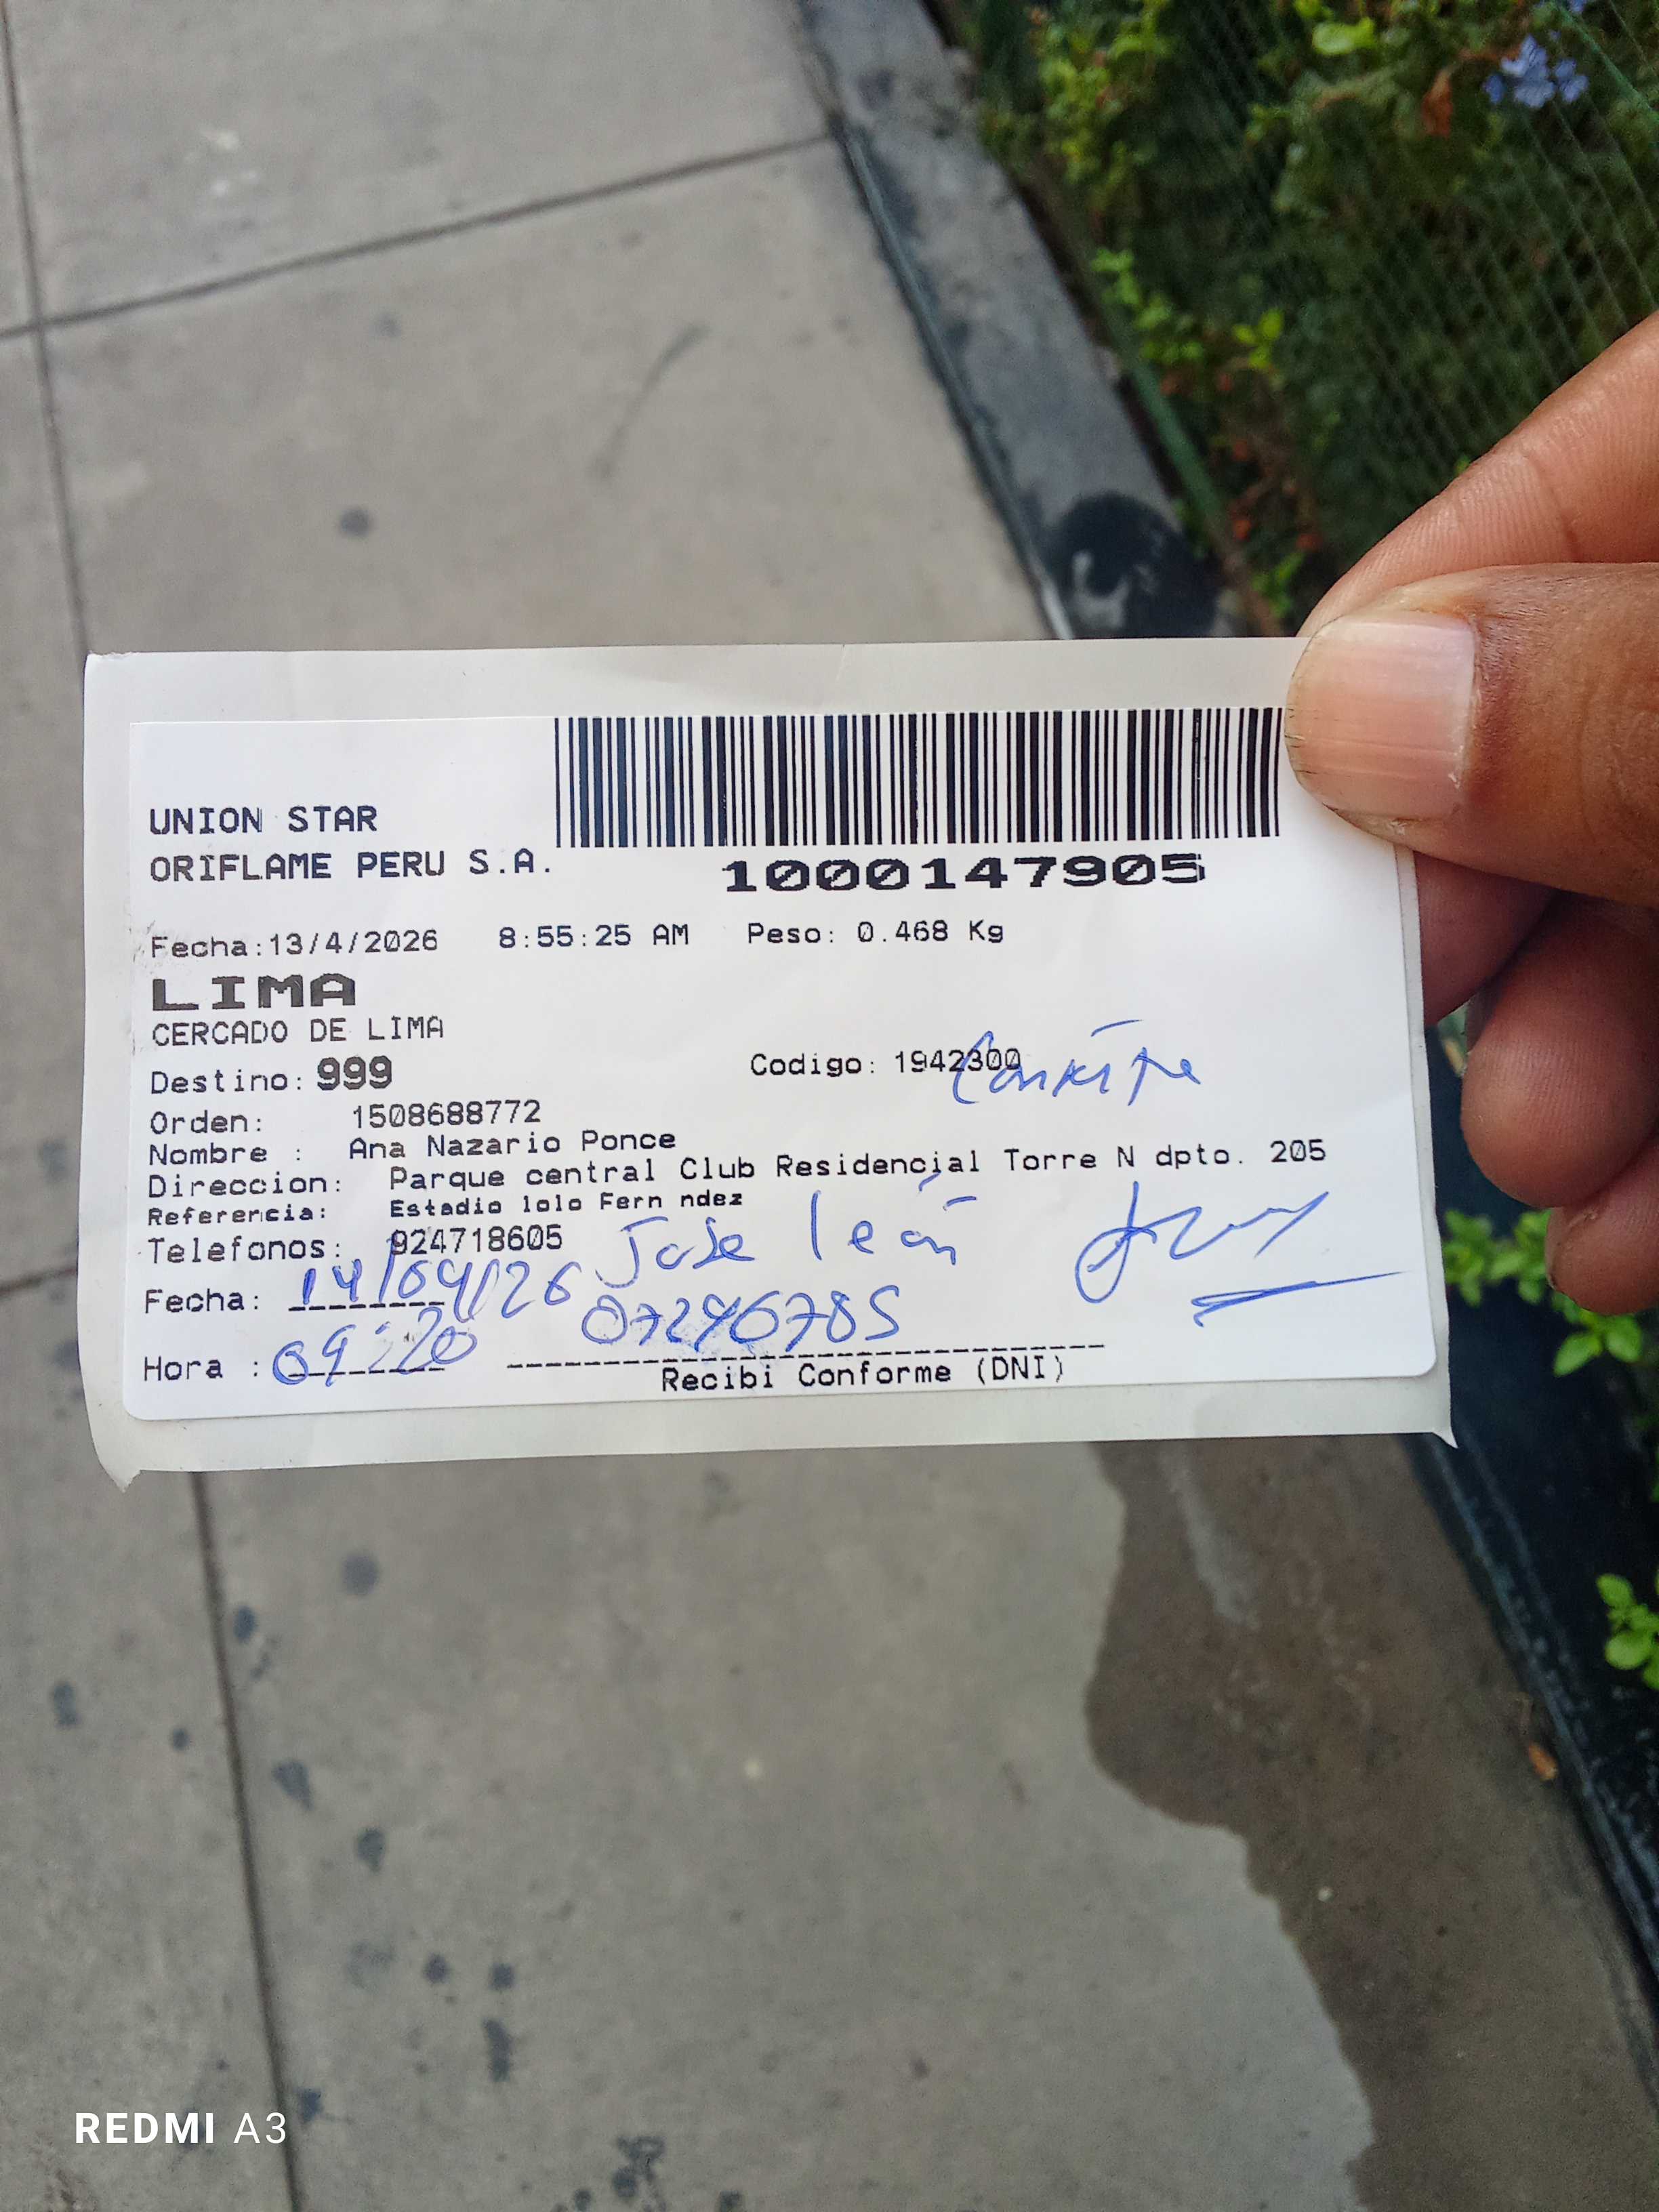 UNION STAR
ORIFLAME PERU S.A.
1000147905
Fecha:13/4/2026 8:55:25 AM Peso: 0.468 Kg
LIMA
CERCADO DE LIMA
Destino: 999 Codigo: 1942300
Orden: 1508688772
Nombre : Ana Nazario Ponce
Direccion: Parque central Club Residencial Torre N dpto. 205
Referencia: Estadio lolo Fern ndez
Telefonos: 924718605 Jose león
Fecha: 14/04/26 07246785
Hora : 09:20
Recibi Conforme (DNI)
REDMI A3